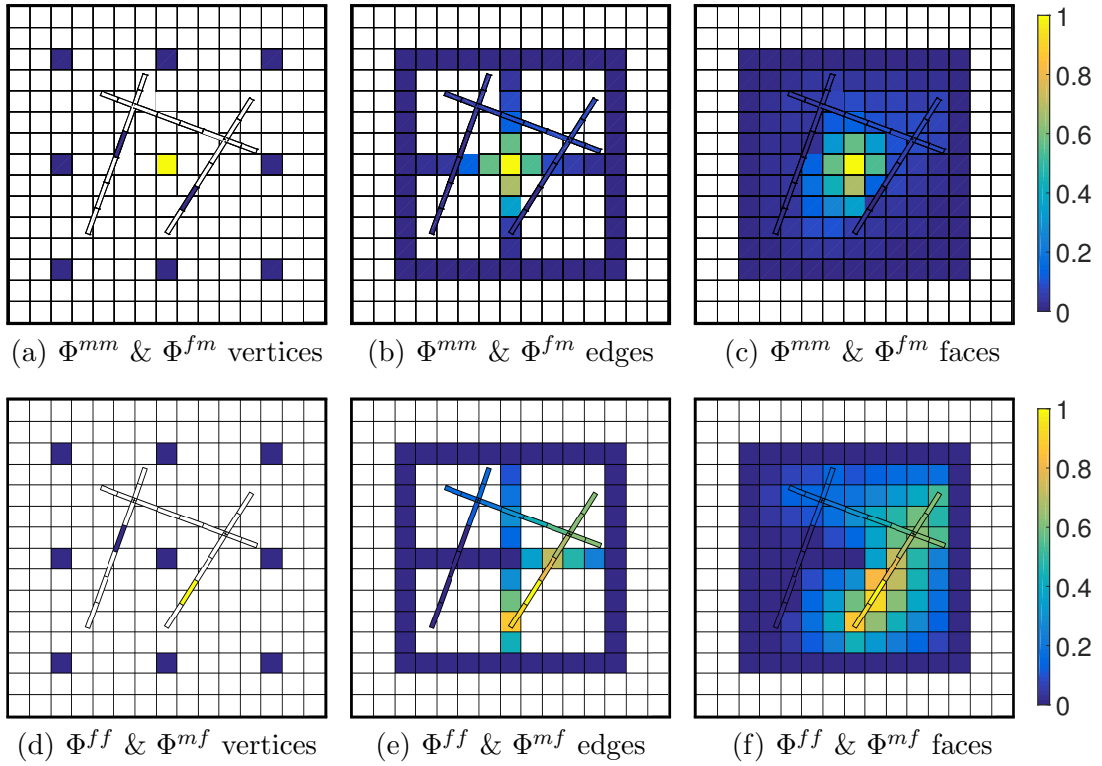 1
0.8
0.6
0.4
0.2
0
(a) Φ^{mm} & Φ^{fm} vertices
(b) Φ^{mm} & Φ^{fm} edges
(c) Φ^{mm} & Φ^{fm} faces
1
0.8
0.6
0.4
0.2
0
(d) Φ^{ff} & Φ^{mf} vertices
(e) Φ^{ff} & Φ^{mf} edges
(f) Φ^{ff} & Φ^{mf} faces